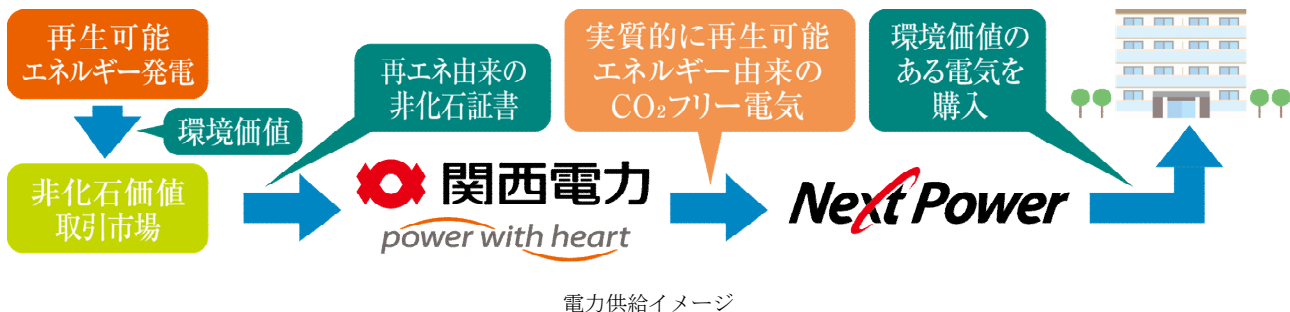 再生可能
エネルギー発電
環境価値
非化石価値
取引市場
再エネ由来の
非化石証書
関西電力
power with heart
実質的に再生可能
エネルギー由来の
CO₂フリー電気
Next Power
環境価値の
ある電気を
購入
電力供給イメージ